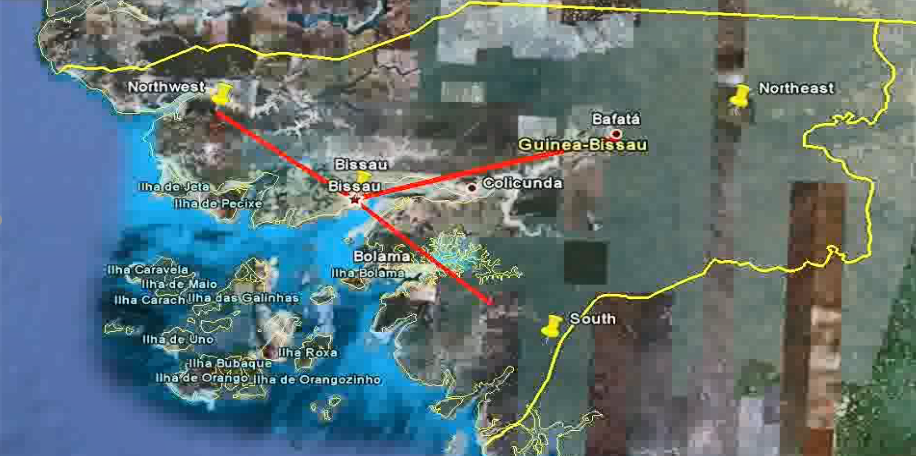 Northwest
Northeast
Bafatá
Guinea-Bissau
Bissau
Bissau
Colicunda
Ilha de Jeta
Ilha de Pecixe
Bolama
Ilha Bolama
Ilha Caravela
Ilha de Maio
Ilha Carach
Ilha das Galinhas
South
Ilha de Uno
Ilha Roxa
Ilha Bubaque
Ilha de Orango
Ilha de Orangozinho